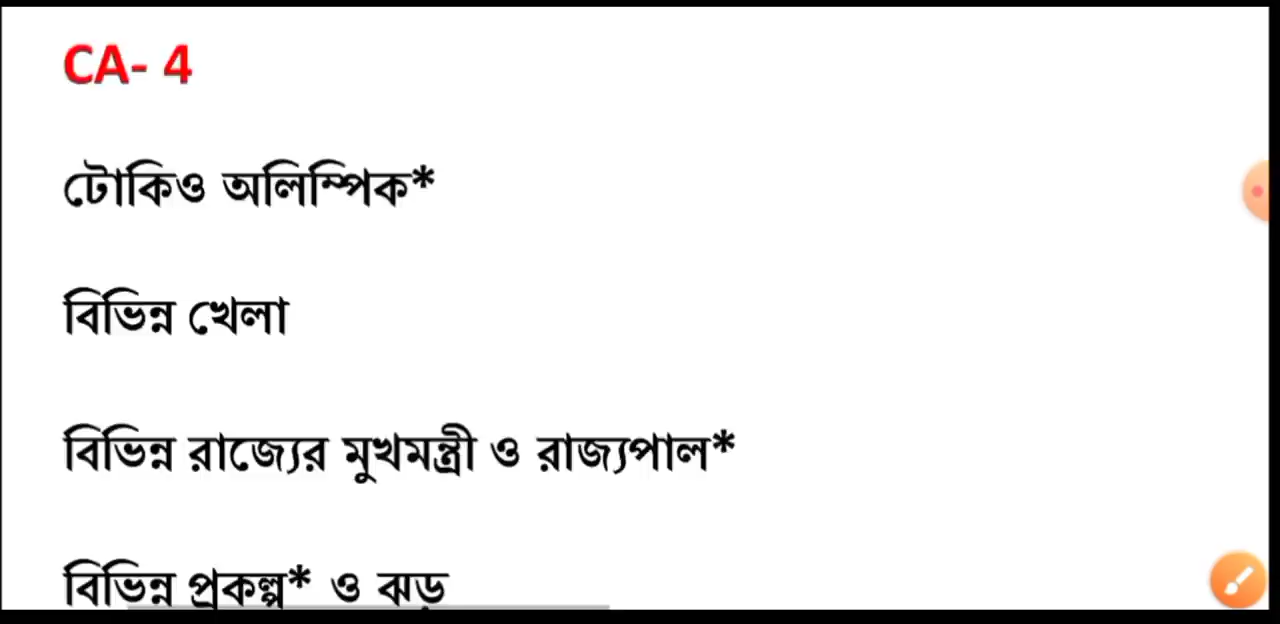 CA- 4
টোকিও অলিম্পিক*
বিভিন্ন খেলা
বিভিন্ন রাজ্যের মুখমন্ত্রী ও রাজ্যপাল*
বিভিন্ন প্রকল্প* ও ঝড়